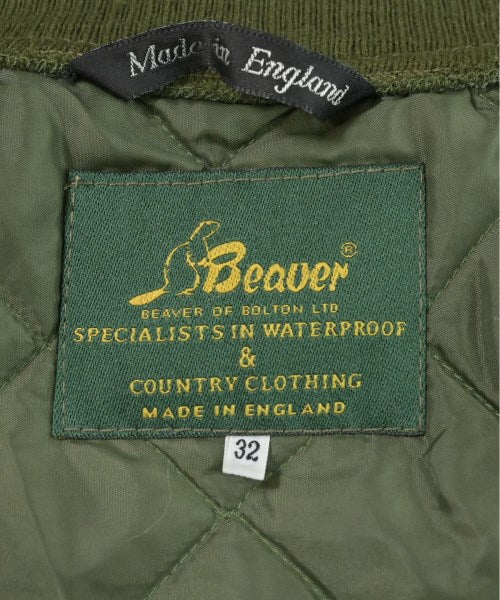 Made in England
Beaver®
BEAVER OF BOLTON LTD
SPECIALISTS IN WATERPROOF
&
COUNTRY CLOTHING
MADE IN ENGLAND
32